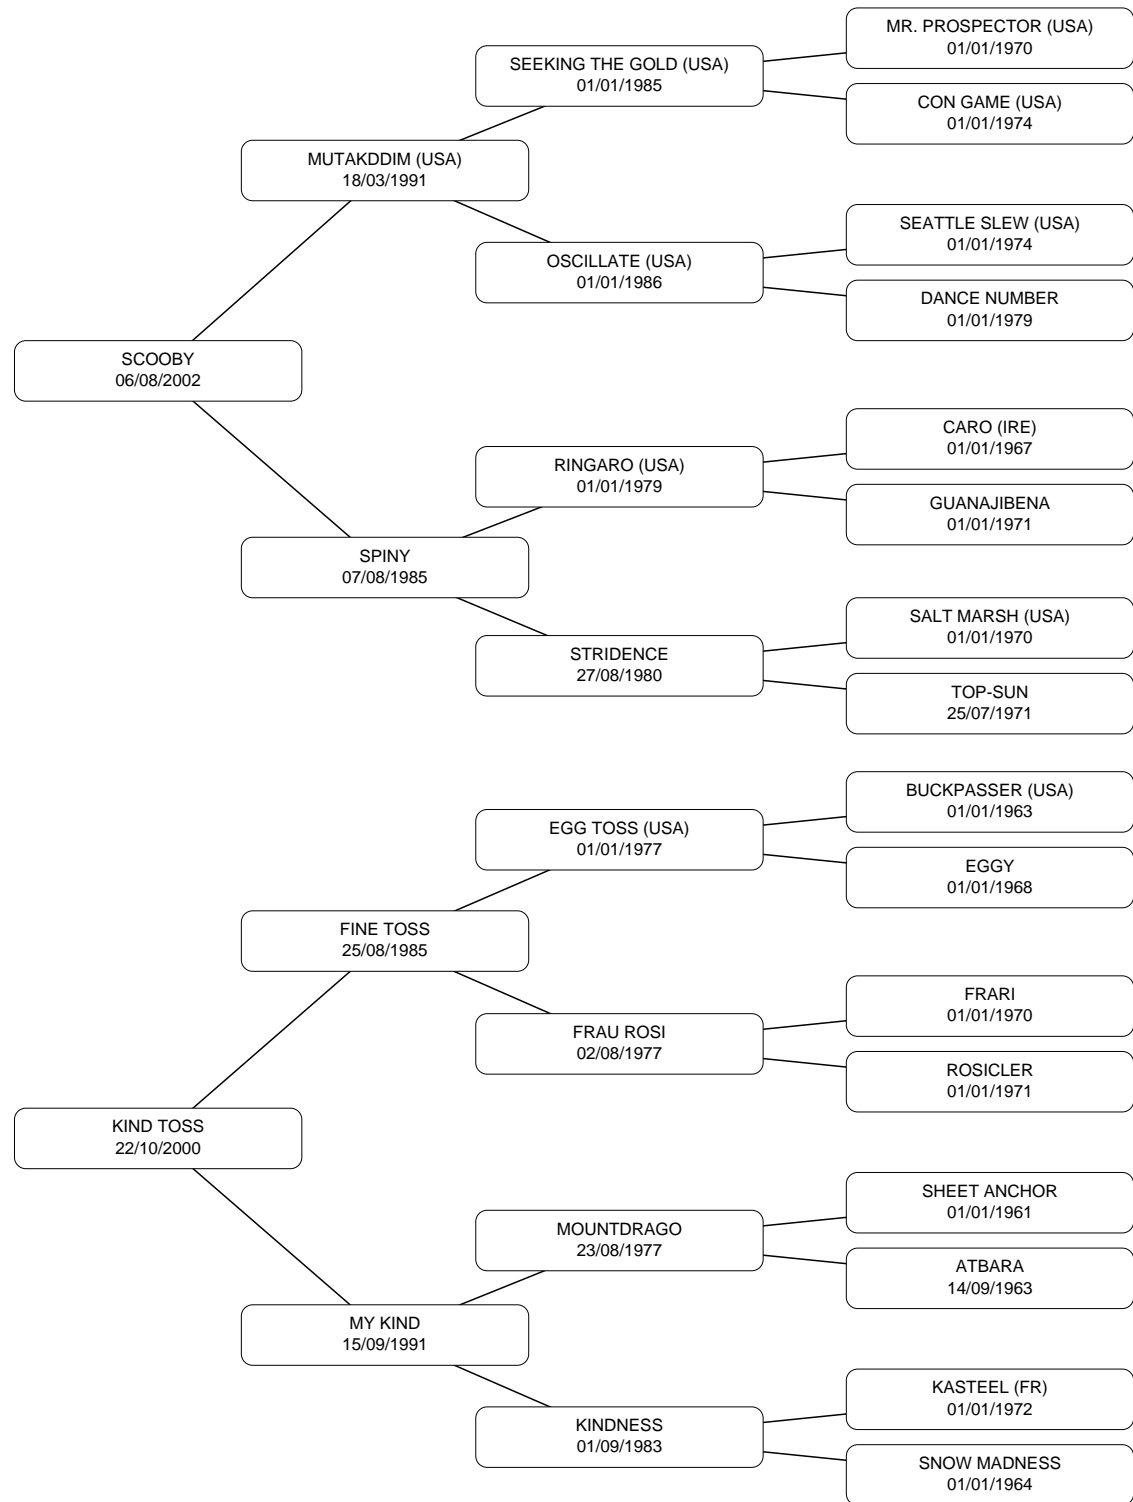 MR. PROSPECTOR (USA)
01/01/1970
SEEKING THE GOLD (USA)
01/01/1985
CON GAME (USA)
01/01/1974
MUTAKDDIM (USA)
18/03/1991
SEATTLE SLEW (USA)
01/01/1974
OSCILLATE (USA)
01/01/1986
DANCE NUMBER
01/01/1979
SCOOBY
06/08/2002
CARO (IRE)
01/01/1967
RINGARO (USA)
01/01/1979
GUANAJIBENA
01/01/1971
SPINY
07/08/1985
SALT MARSH (USA)
01/01/1970
STRIDENCE
27/08/1980
TOP-SUN
25/07/1971
BUCKPASSER (USA)
01/01/1963
EGG TOSS (USA)
01/01/1977
EGGY
01/01/1968
FINE TOSS
25/08/1985
FRARI
01/01/1970
FRAU ROSI
02/08/1977
ROSICLER
01/01/1971
KIND TOSS
22/10/2000
SHEET ANCHOR
01/01/1961
MOUNTDRAGO
23/08/1977
ATBARA
14/09/1963
MY KIND
15/09/1991
KASTEEL (FR)
01/01/1972
KINDNESS
01/09/1983
SNOW MADNESS
01/01/1964